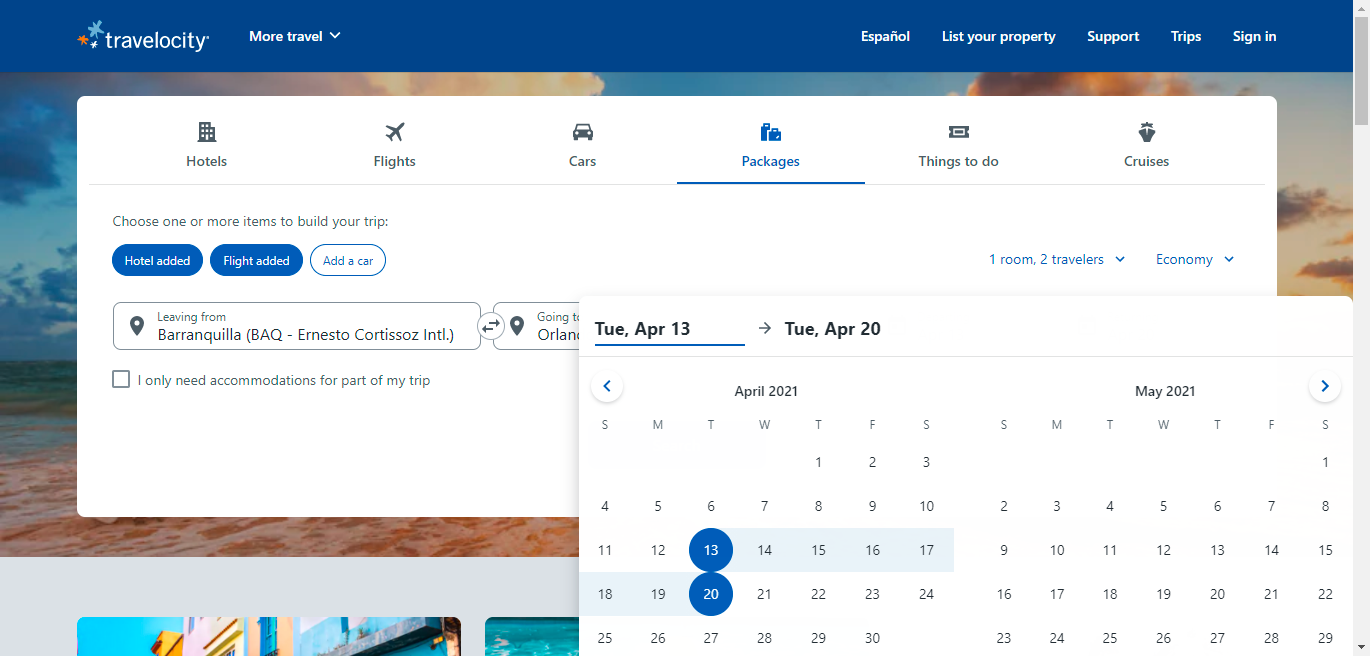 travelocity
More travel
Español
List your property
Support
Trips
Sign in
Hotels
Flights
Cars
Packages
Things to do
Cruises
Choose one or more items to build your trip:
Hotel added
Flight added
Add a car
1 room, 2 travelers
Economy
Leaving from
Barranquilla (BAQ - Ernesto Cortissoz Intl.)
Going to
Orlan
I only need accommodations for part of my trip
Tue, Apr 13
Tue, Apr 20
April 2021
S M T W T F S
1 2 3
4 5 6 7 8 9 10
11 12 13 14 15 16 17
18 19 20 21 22 23 24
25 26 27 28 29 30
May 2021
S M T W T F S
1
2 3 4 5 6 7 8
9 10 11 12 13 14 15
16 17 18 19 20 21 22
23 24 25 26 27 28 29